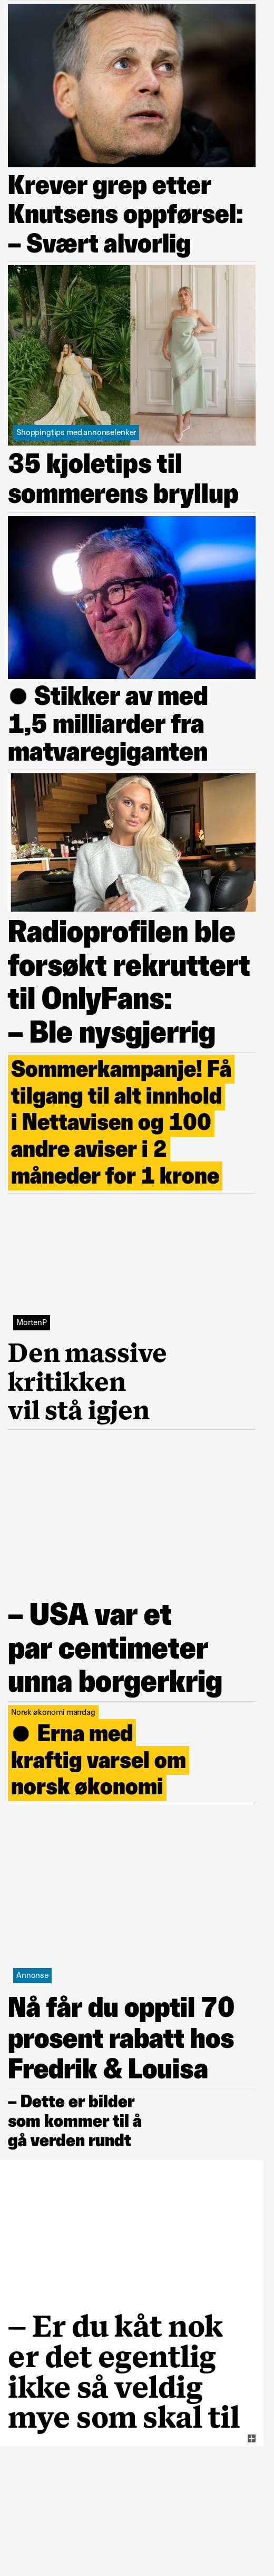 Krever grep etter
Knutsens oppførsel:
– Svært alvorlig
Shoppingtips med annonselenker
35 kjoletips til
sommerens bryllup
● Stikker av med
1,5 milliarder fra
matvaregiganten
Radioprofilen ble
forsøkt rekruttert
til OnlyFans:
– Ble nysgjerrig
Sommerkampanje! Få
tilgang til alt innhold
i Nettavisen og 100
andre aviser i 2
måneder for 1 krone
MortenP
Den massive
kritikken
vil stå igjen
– USA var et
par centimeter
unna borgerkrig
Norsk økonomi mandag
● Erna med
kraftig varsel om
norsk økonomi
Annonse
Nå får du opptil 70
prosent rabatt hos
Fredrik & Louisa
– Dette er bilder
som kommer til å
gå verden rundt
– Er du kåt nok
er det egentlig
ikke så veldig
mye som skal til